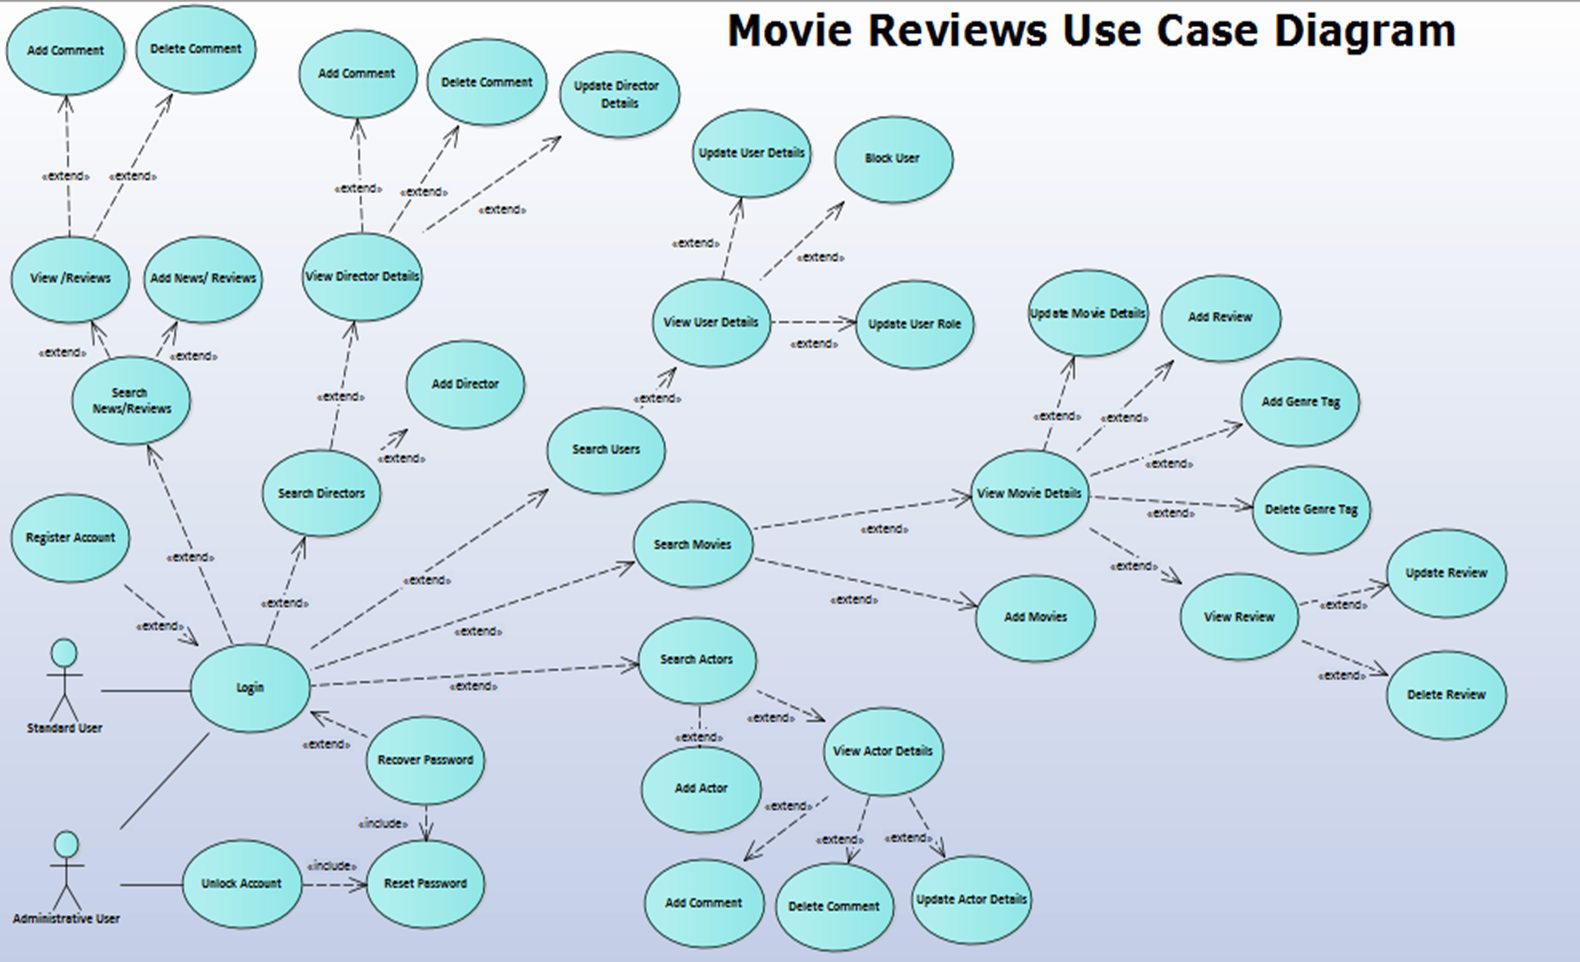 Movie Reviews Use Case Diagram
Add Comment
Delete Comment
Add Comment
Delete Comment
Update Director
Details
Update User Details
Block User
«extend»
«extend»
«extend»
«extend»
«extend»
View /Reviews
Add News/ Reviews
View Director Details
«extend»
«extend»
View User Details
Update User Role
«extend»
Update Movie Details
Add Review
«extend»
«extend»
Search
News/Reviews
«extend»
Add Director
«extend»
«extend»
Search Users
«extend»
«extend»
Add Genre Tag
«extend»
Search Directors
View Movie Details
Delete Genre Tag
«extend»
Register Account
«extend»
Search Movies
«extend»
«extend»
Update Review
«extend»
«extend»
«extend»
«extend»
Add Movies
View Review
«extend»
«extend»
«extend»
Search Actors
«extend»
Login
«extend»
Delete Review
Standard User
«extend»
«extend»
«extend»
View Actor Details
Recover Password
Add Actor
«extend»
«include»
«extend»
«extend»
«include»
Unlock Account
Reset Password
Administrative User
Add Comment
Delete Comment
Update Actor Details